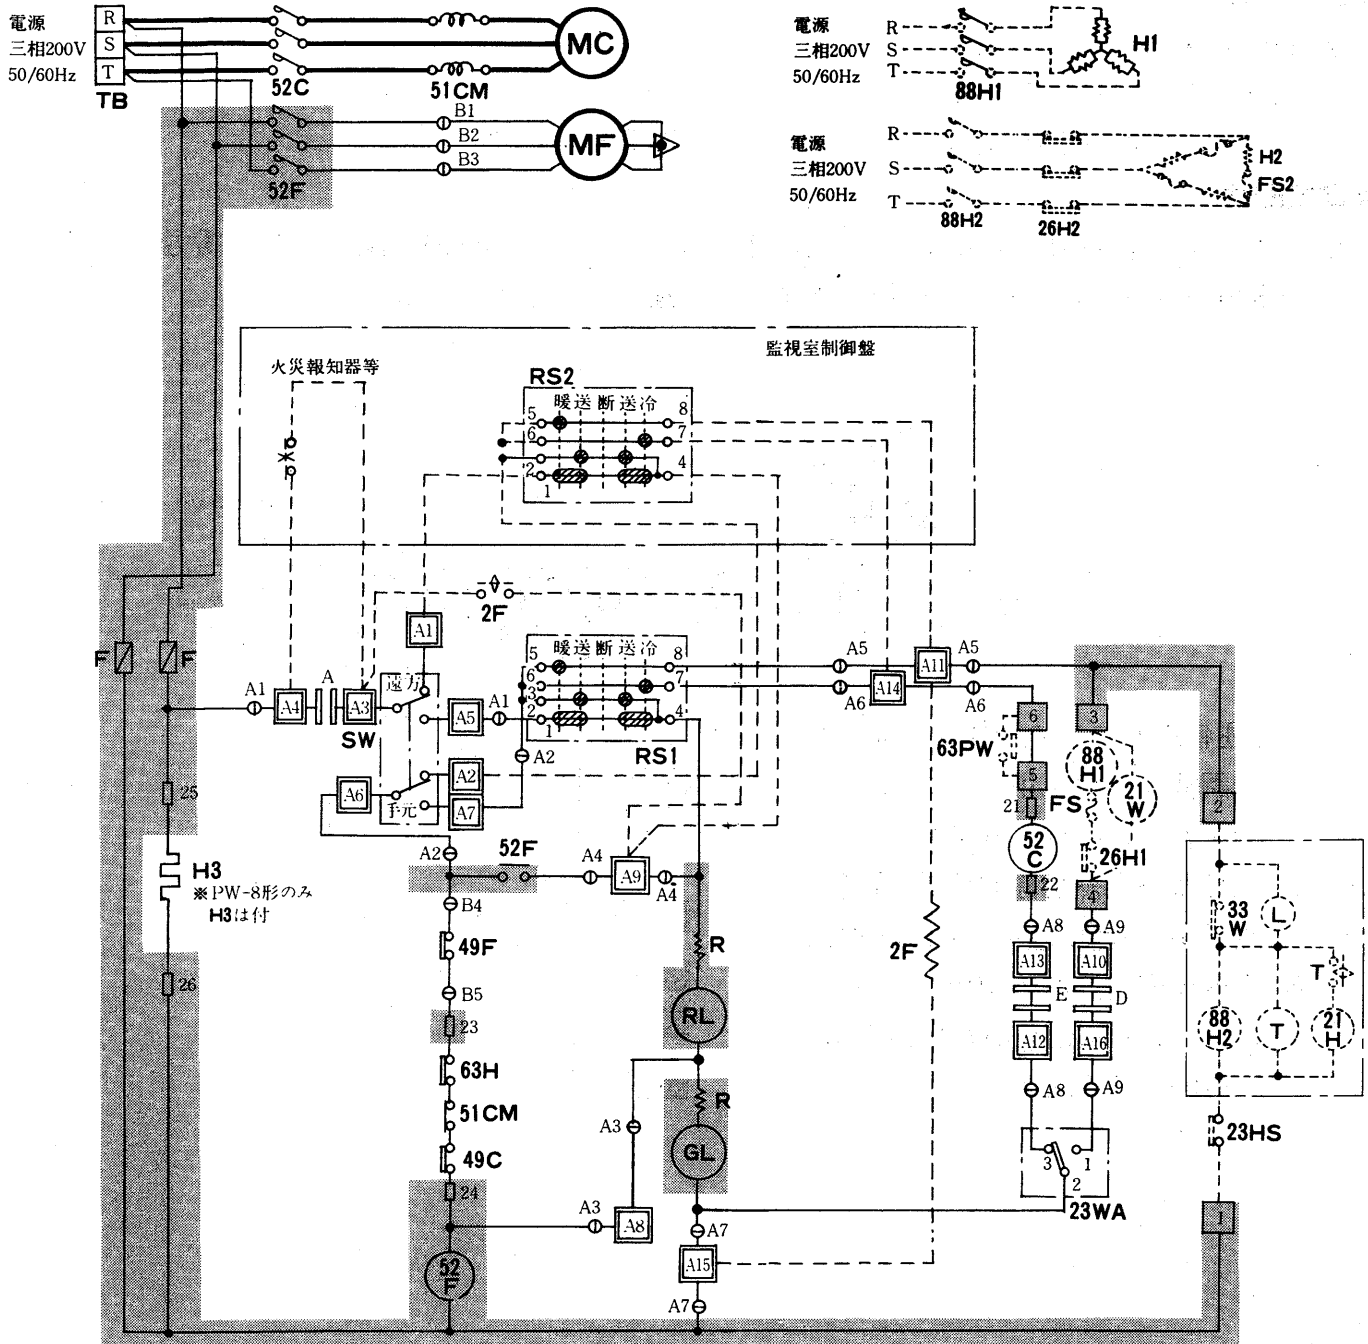 電源
三相200V
50/60Hz
R
S
T
TB
52C
51CM
MC
B1
B2
B3
52F
MF
電源
三相200V
50/60Hz
R
S
T
88H1
H1
電源
三相200V
50/60Hz
R
S
T
88H2
26H2
H2
FS2
監視室制御盤
火災報知器等
RS2
暖送断送冷
5
6
2
1
8
7
4
2F
A1
F
F
A1
A4
A
A3
SW
遠方
手元
A5
A1
A2
A7
A6
A2
RS1
暖送断送冷
5
6
3
2
1
8
7
4
A2
A5
A6
A14
A11
A5
A6
6
63PW
5
21
52
C
22
3
88
H1
21
W
FS
26H1
4
2
25
H3
※PW-8形のみ
H3は付
26
52F
A4
A9
A4
B4
49F
B5
23
63H
51CM
49C
24
52
F
R
RL
R
GL
A3
A3
A8
A7
A15
A7
2F
A8
A13
E
A12
A8
A9
A10
D
A16
A9
3
1
2
23WA
33
W
L
T
88
H2
T
21
H
23HS
1